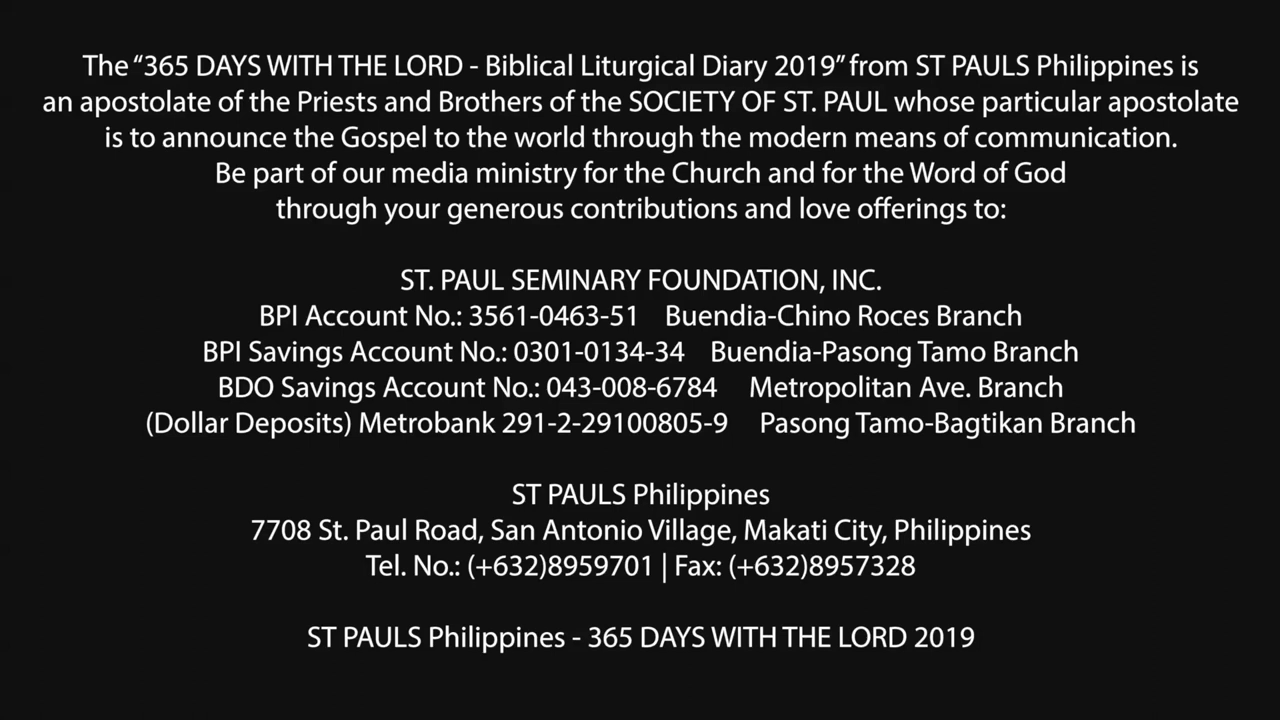 The “365 DAYS WITH THE LORD - Biblical Liturgical Diary 2019” from ST PAULS Philippines is
an apostolate of the Priests and Brothers of the SOCIETY OF ST. PAUL whose particular apostolate
is to announce the Gospel to the world through the modern means of communication.
Be part of our media ministry for the Church and for the Word of God
through your generous contributions and love offerings to:
ST. PAUL SEMINARY FOUNDATION, INC.
BPI Account No.: 3561-0463-51 Buendia-Chino Roces Branch
BPI Savings Account No.: 0301-0134-34 Buendia-Pasong Tamo Branch
BDO Savings Account No.: 043-008-6784 Metropolitan Ave. Branch
(Dollar Deposits) Metrobank 291-2-29100805-9 Pasong Tamo-Bagtikan Branch
ST PAULS Philippines
7708 St. Paul Road, San Antonio Village, Makati City, Philippines
Tel. No.: (+632)8959701 | Fax: (+632)8957328
ST PAULS Philippines - 365 DAYS WITH THE LORD 2019